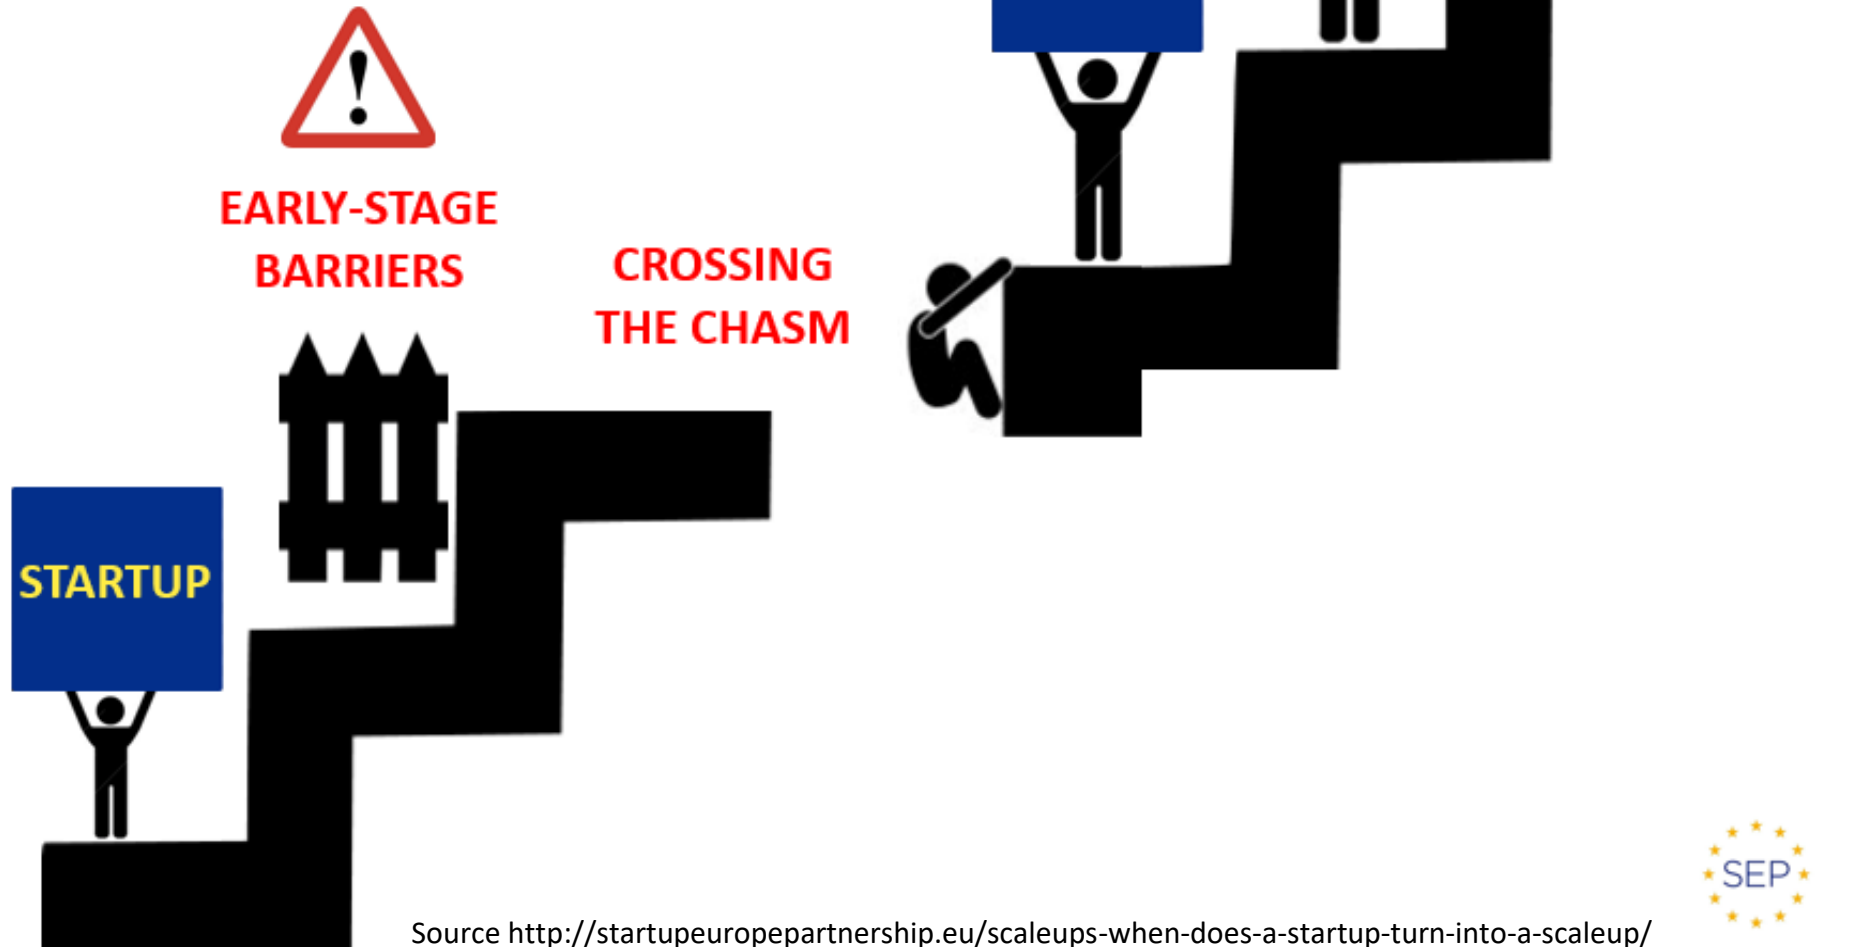 !
EARLY-STAGE
BARRIERS
CROSSING
THE CHASM
STARTUP
SEP
Source http://startupeuropepartnership.eu/scaleups-when-does-a-startup-turn-into-a-scaleup/